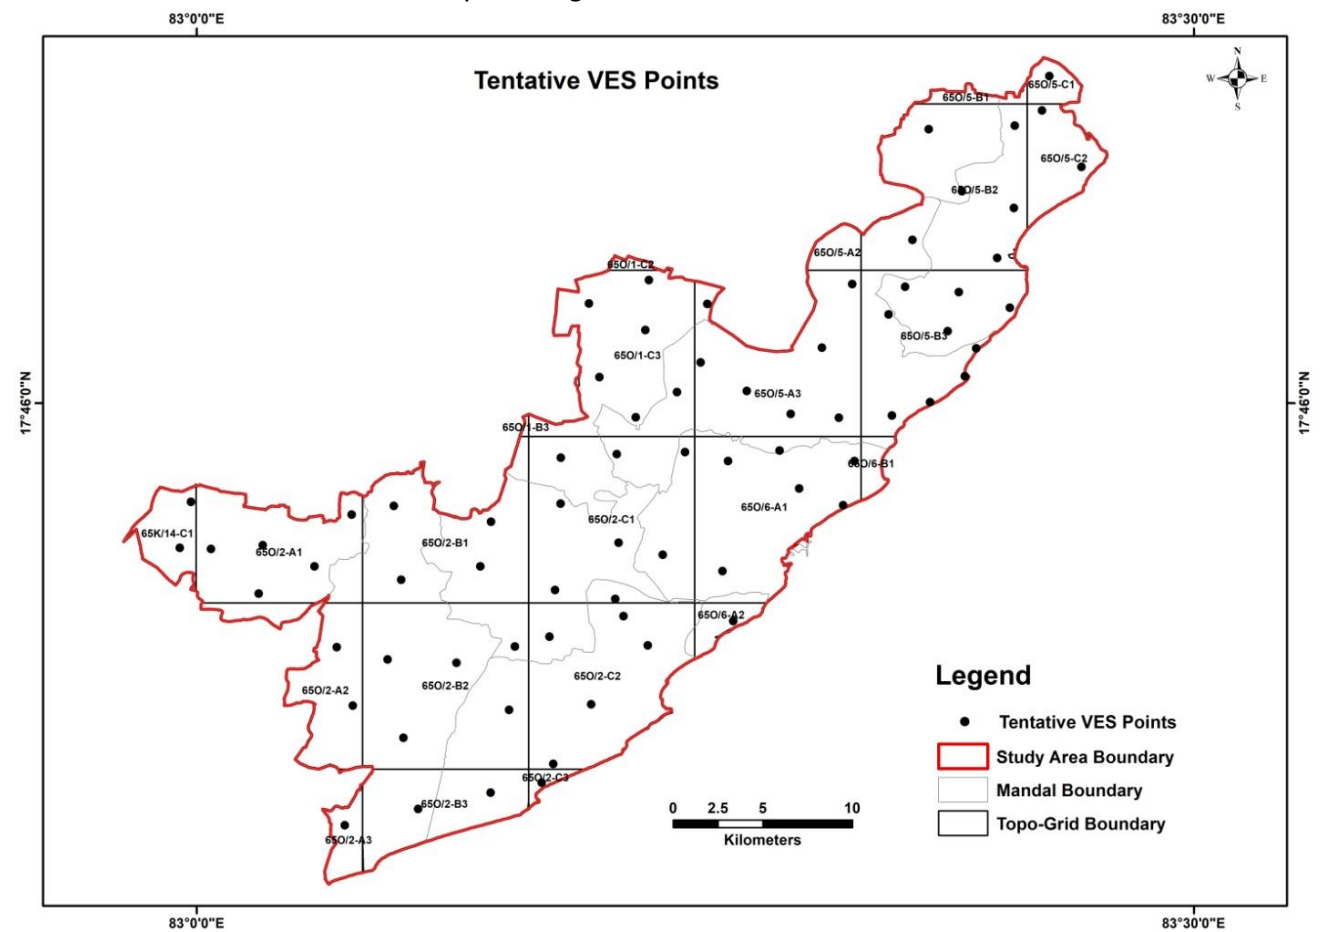 83°0'0"E
83°30'0"E
Tentative VES Points
N
W
E
S
65O/5-C1
65O/5-B1
65O/5-C2
65O/5-B2
65O/5-A2
65O/1-C2
65O/5-B3
65O/1-C3
65O/5-A3
17°46'0"N
17°46'0"N
65O/1-B3
65O/6-B1
65O/6-A1
65O/2-C1
65K/14-C1
65O/2-B1
65O/2-A1
65O/6-A2
65O/2-C2
65O/2-A2
65O/2-B2
Legend
Tentative VES Points
Study Area Boundary
Mandal Boundary
Topo-Grid Boundary
65O/2-C3
65O/2-B3
65O/2-A3
0 2.5 5 10
Kilometers
83°0'0"E
83°30'0"E